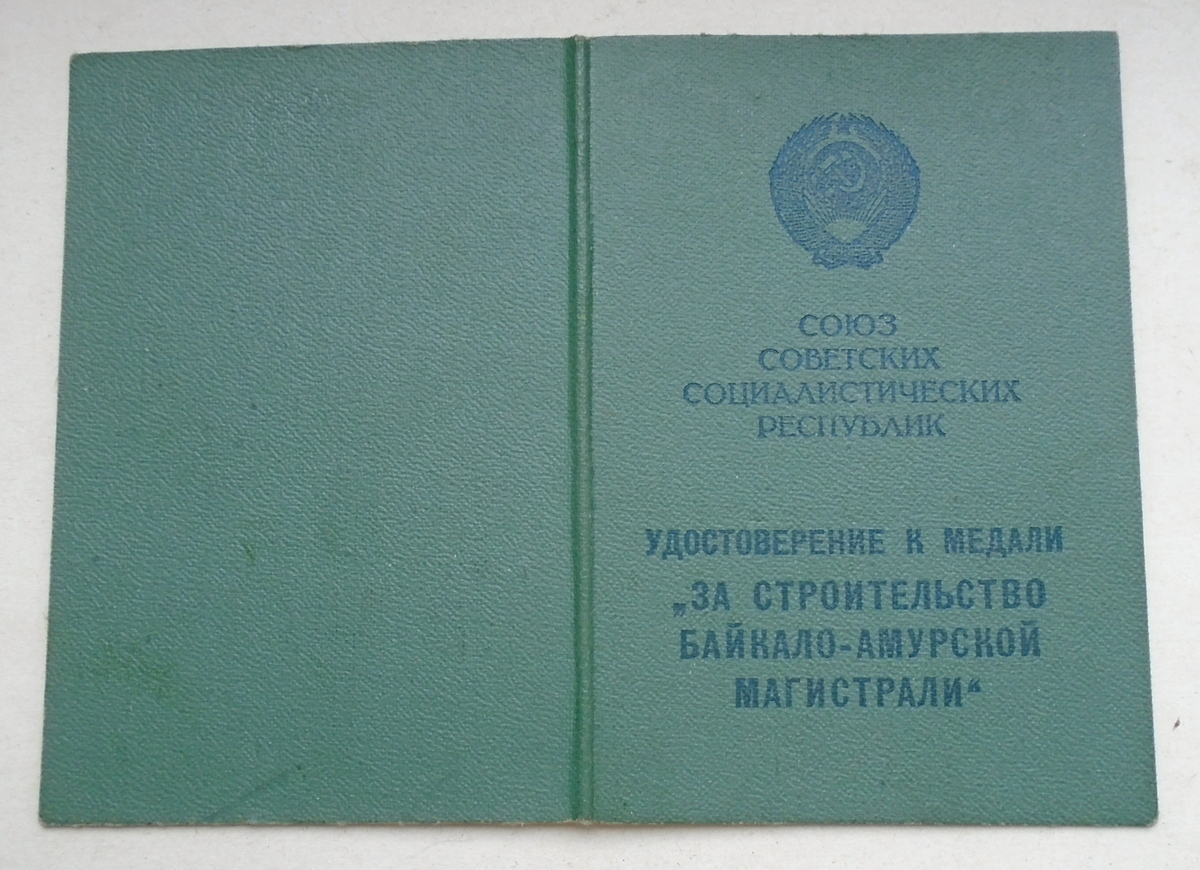 СОЮЗ
СОВЕТСКИХ
СОЦИАЛИСТИЧЕСКИХ
РЕСПУБЛИК
УДОСТОВЕРЕНИЕ К МЕДАЛИ
„ЗА СТРОИТЕЛЬСТВО
БАЙКАЛО-АМУРСКОЙ
МАГИСТРАЛИ“